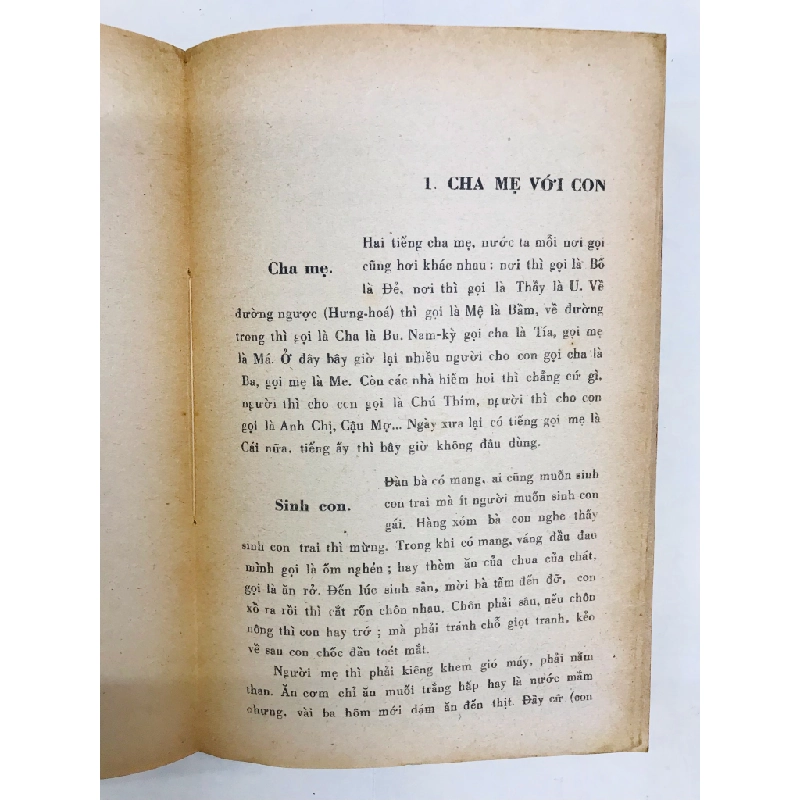 1. CHA MẸ VỚI CON
Cha mẹ.
Hai tiếng cha mẹ, nước ta mỗi nơi gọi
cũng hơi khác nhau ; nơi thì gọi là Bố
là Đẻ, nơi thì gọi là Thầy là U. Về
đường ngược (Hưng-hoá) thì gọi là Mệ là Bầm, về đường
trong thì gọi là Cha là Bu. Nam-kỳ gọi cha là Tía, gọi mẹ
là Má. Ở đây bây giờ lại nhiều người cho con gọi cha là
Ba, gọi mẹ là Me. Còn các nhà hiếm hoi thì chẳng cứ gì,
người thì cho con gọi là Chú Thím, người thì cho con
gọi là Anh Chị, Cậu Mợ... Ngày xưa lại có tiếng gọi mẹ là
Cái nữa, tiếng ấy thì bây giờ không đâu dùng.
Sinh con.
Đàn bà có mang, ai cũng muốn sinh
con trai mà ít người muốn sinh con
gái. Hàng xóm bà con nghe thấy
sinh con trai thì mừng. Trong khi có mang, váng đầu đau
mình gọi là ốm nghén ; hay thèm ăn của chua của chát,
gọi là ăn rở. Đến lúc sinh sản, mời bà tắm đến đỡ, con
xổ ra rồi thì cắt rốn chôn nhau. Chôn phải sâu, nếu chôn
nông thì con hay trớ ; mà phải tránh chỗ giọt tranh, kẻo
về sau con chốc đầu toét mắt.
Người mẹ thì phải kiêng khem gió máy, phải nằm
than. Ăn cơm chỉ ăn muối trắng hấp hay là nước mắm
chưng, vài ba hôm mới dám ăn đến thịt. Đầy cữ (con